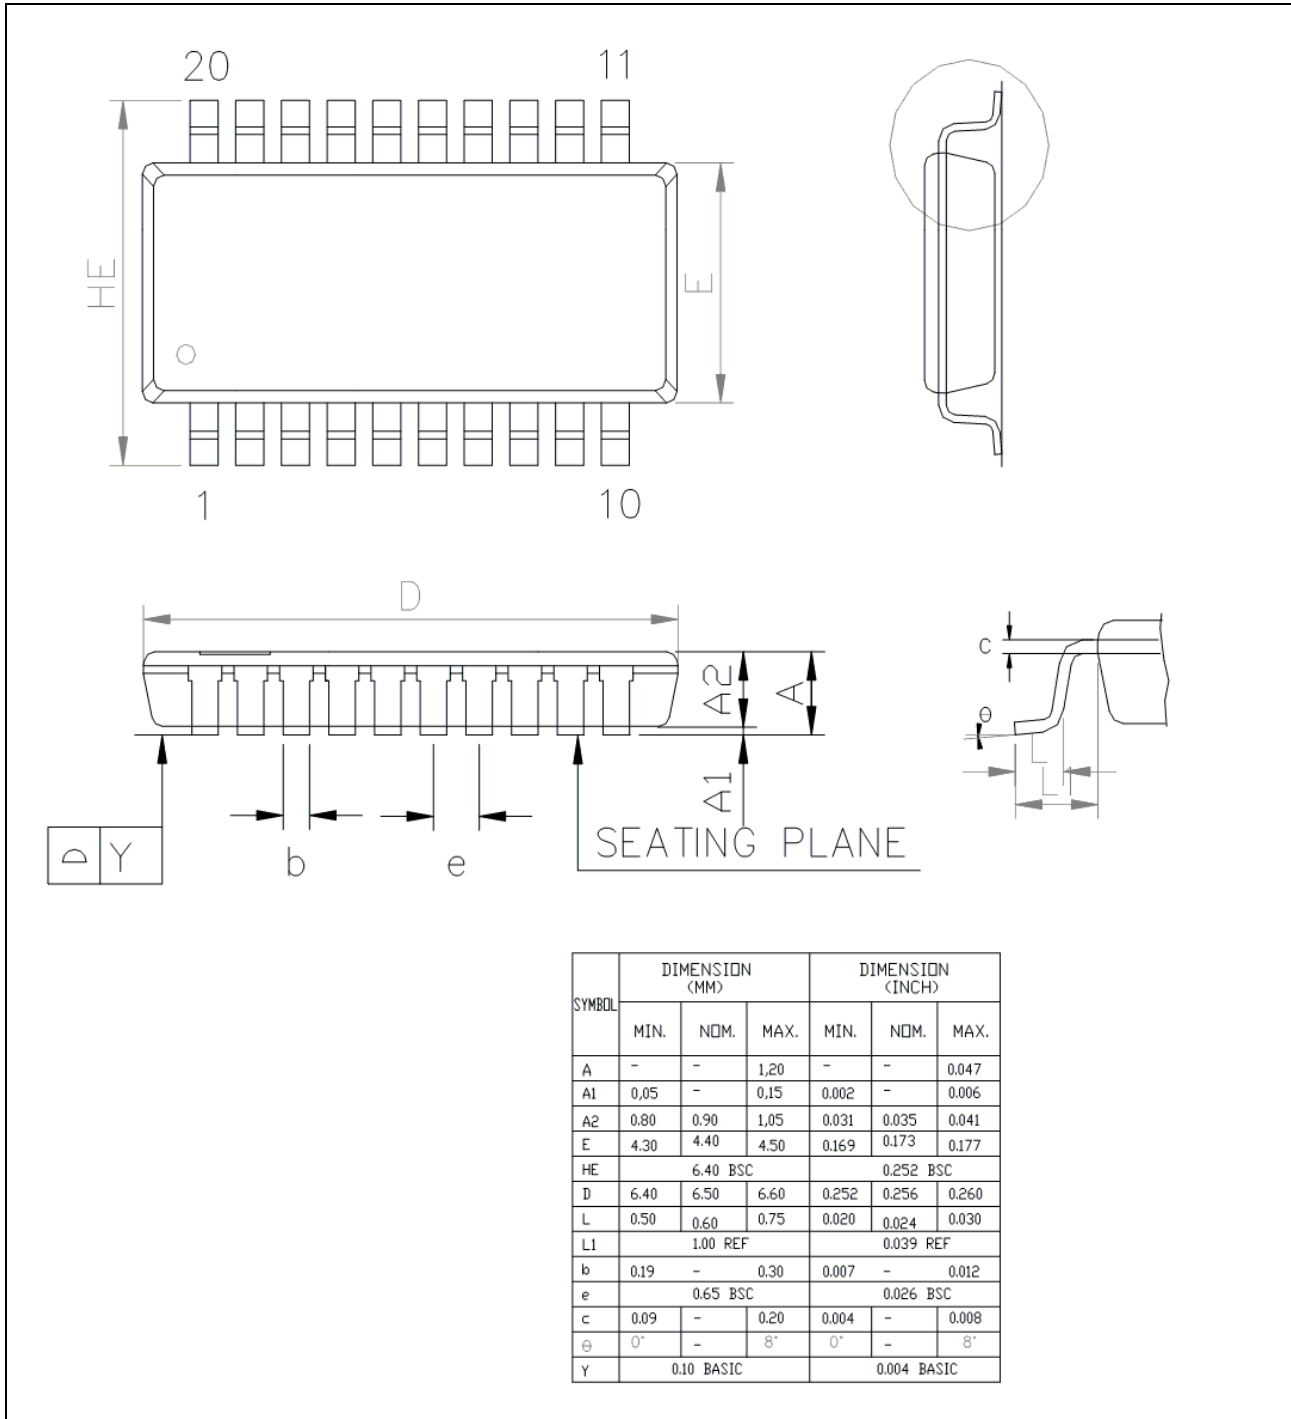 20 11
HE
E
1 10
D
A2
A
A1
C
θ
L
L
D Y
b
e
SEATING PLANE
SYMBOL DIMENSION (MM) DIMENSION (INCH)
MIN. NOM. MAX. MIN. NOM. MAX.
A - - 1,20 - - 0.047
A1 0,05 - 0,15 0.002 - 0.006
A2 0.80 0.90 1,05 0.031 0.035 0.041
E 4.30 4.40 4.50 0.169 0.173 0.177
HE 6.40 BSC 0.252 BSC
D 6.40 6.50 6.60 0.252 0.256 0.260
L 0.50 0.60 0.75 0.020 0.024 0.030
L1 1.00 REF 0.039 REF
b 0.19 - 0.30 0.007 - 0.012
e 0.65 BSC 0.026 BSC
c 0.09 - 0.20 0.004 - 0.008
θ 0° - 8° 0° - 8°
Y 0.10 BASIC 0.004 BASIC